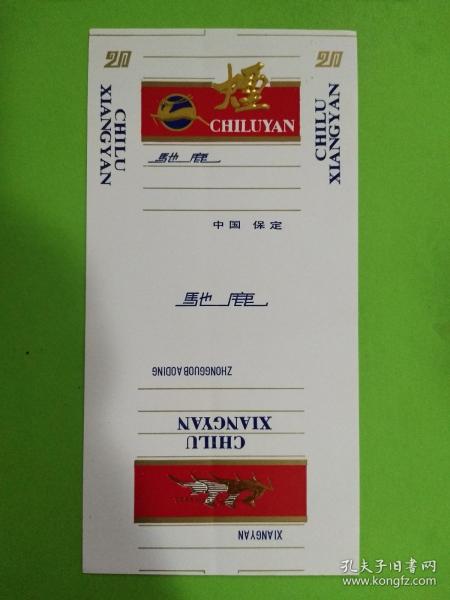 20
20
CHILU
XIANGYAN
煙
CHILUYAN
CHILU
XIANGYAN
馳鹿
中国 保定
馳鹿
ZHONGGUOBAODING
CHILU
XIANGYAN
XIANGYAN
孔夫子旧书网
www.kongfz.com